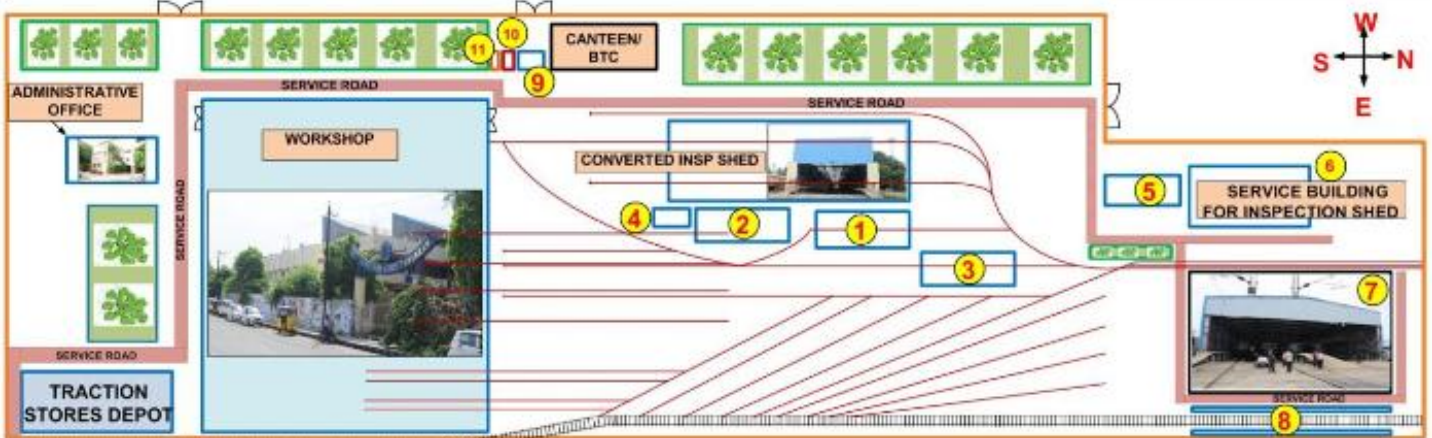 W
S N
E
10
11
CANTEEN/
BTC
9
SERVICE ROAD
SERVICE ROAD
ADMINISTRATIVE
OFFICE
WORKSHOP
CONVERTED INSP SHED
6
5
SERVICE BUILDING
FOR INSPECTION SHED
4
2
1
3
SERVICE ROAD
7
SERVICE ROAD
TRACTION
STORES DEPOT
SERVICE ROAD
8